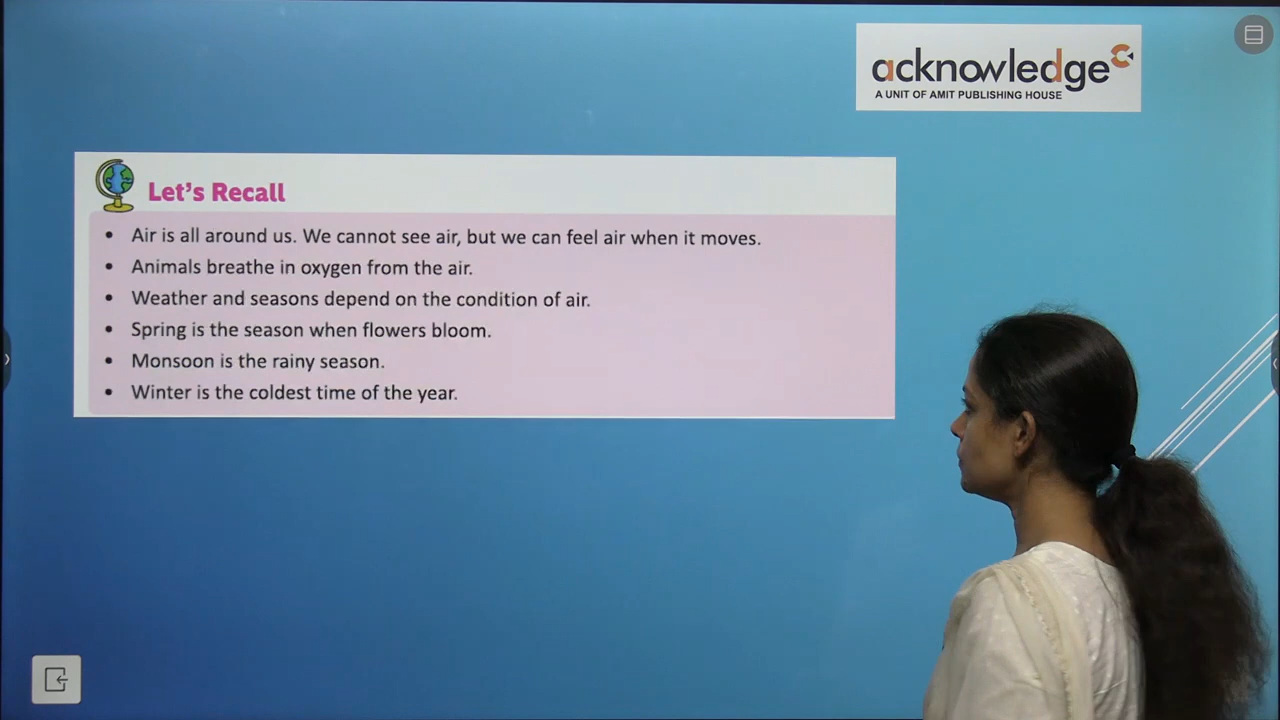 acknowledge
A UNIT OF AMIT PUBLISHING HOUSE
Let's Recall
• Air is all around us. We cannot see air, but we can feel air when it moves.
• Animals breathe in oxygen from the air.
• Weather and seasons depend on the condition of air.
• Spring is the season when flowers bloom.
• Monsoon is the rainy season.
• Winter is the coldest time of the year.